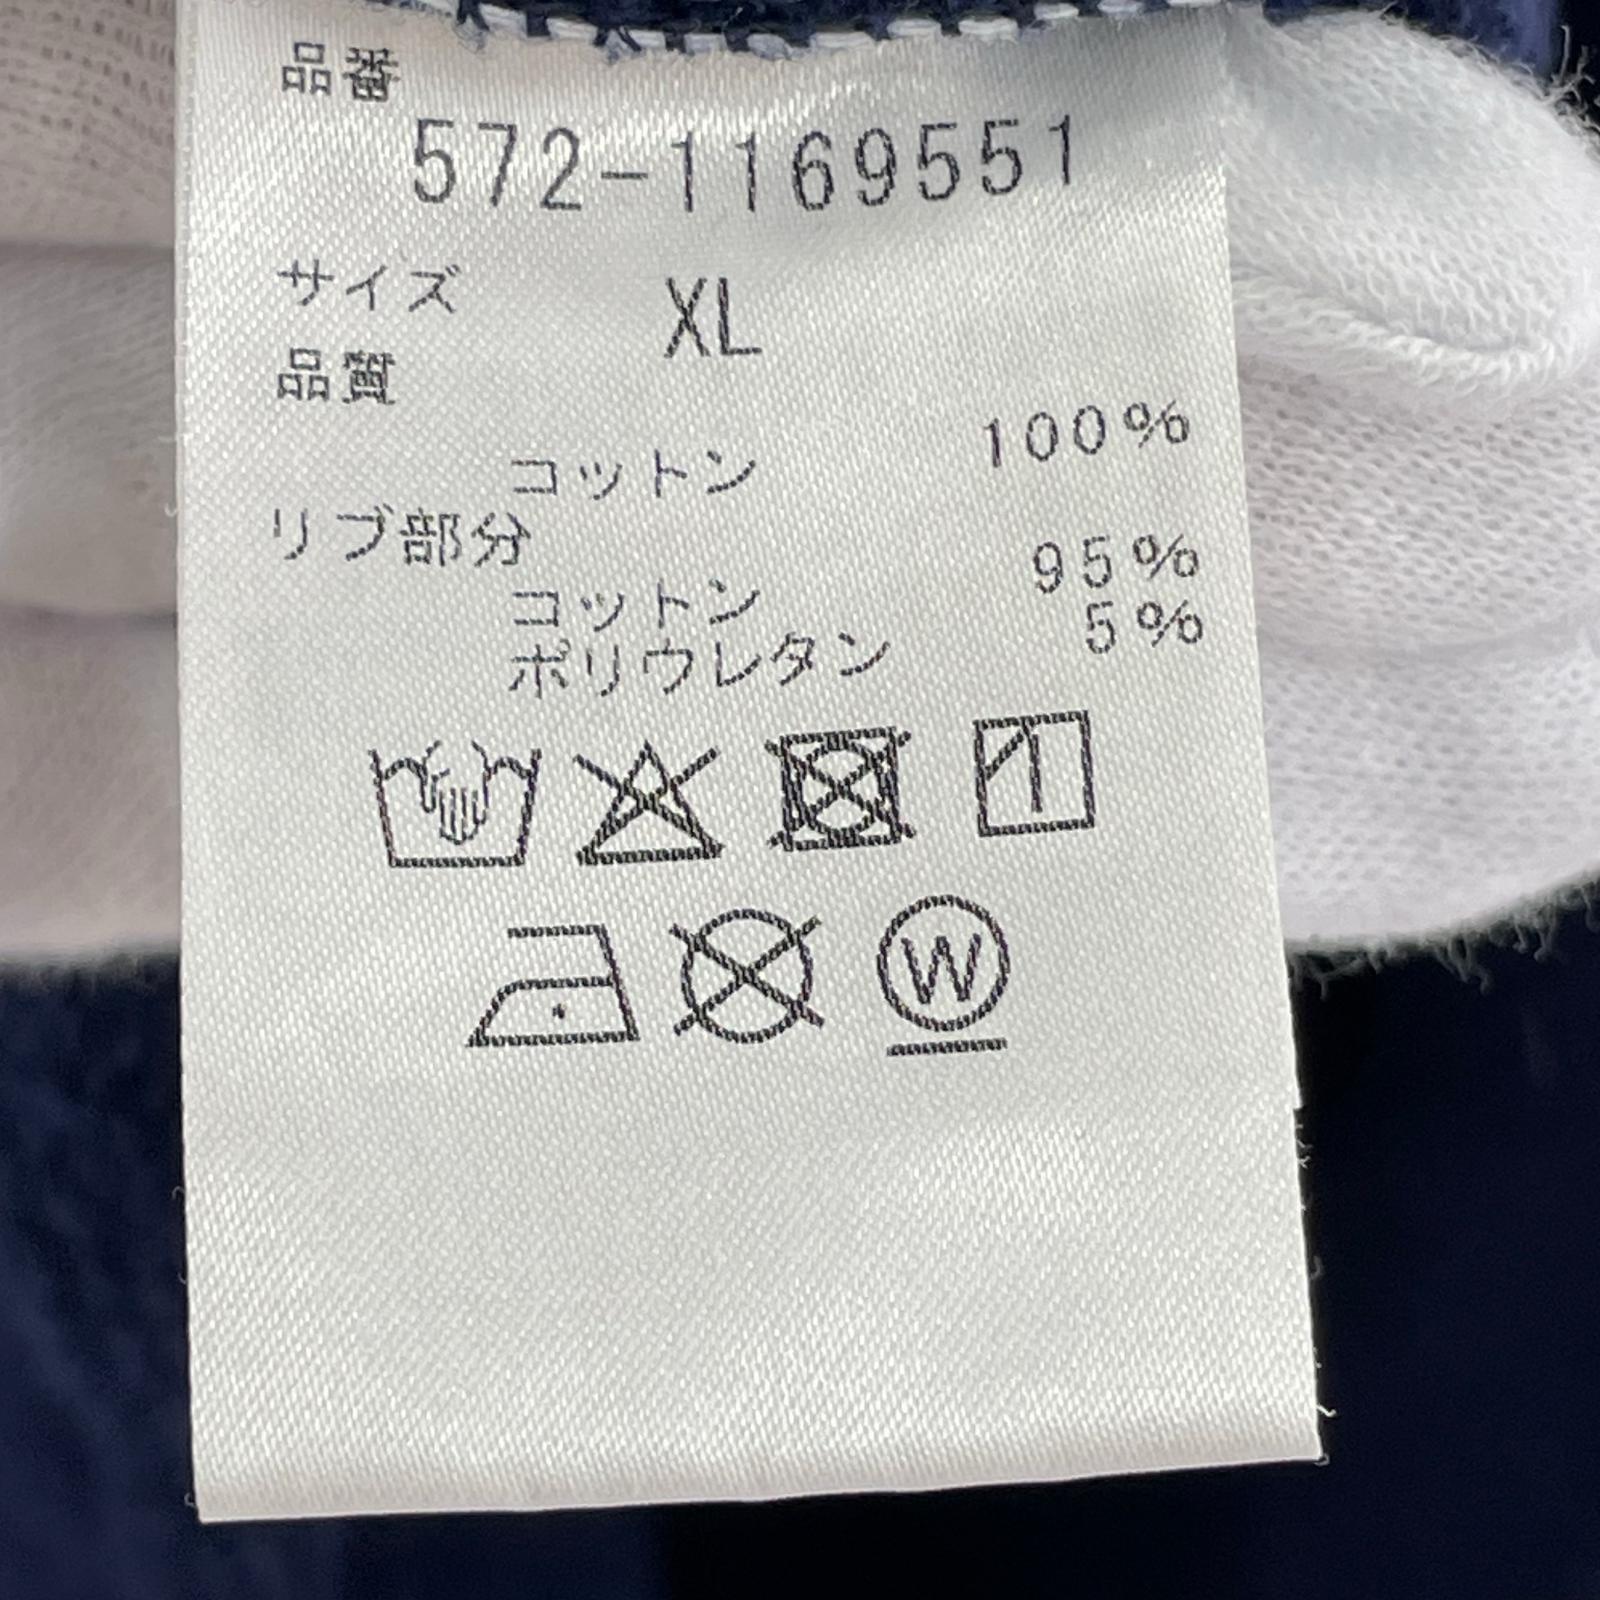 品番
572-1169551
サイズ XL
品質
コットン 100%
リブ部分
コットン 95%
ポリウレタン 5%
W